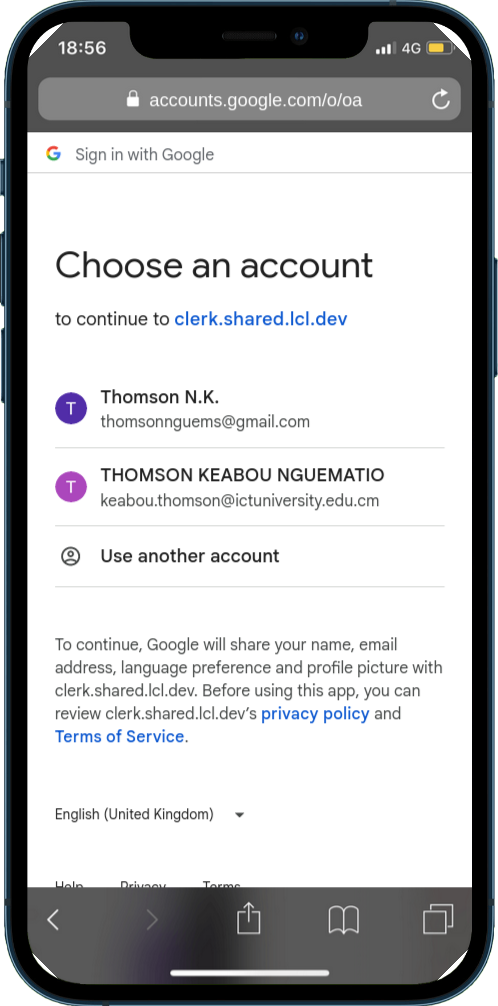 18:56
4G
accounts.google.com/o/oa
Sign in with Google
Choose an account
to continue to clerk.shared.lcl.dev
T
Thomson N.K.
thomsonnguems@gmail.com
T
THOMSON KEABOU NGUEMATIO
keabou.thomson@ictuniversity.edu.cm
Use another account
To continue, Google will share your name, email
address, language preference and profile picture with
clerk.shared.lcl.dev. Before using this app, you can
review clerk.shared.lcl.dev’s privacy policy and
Terms of Service.
English (United Kingdom)
Help Privacy Terms